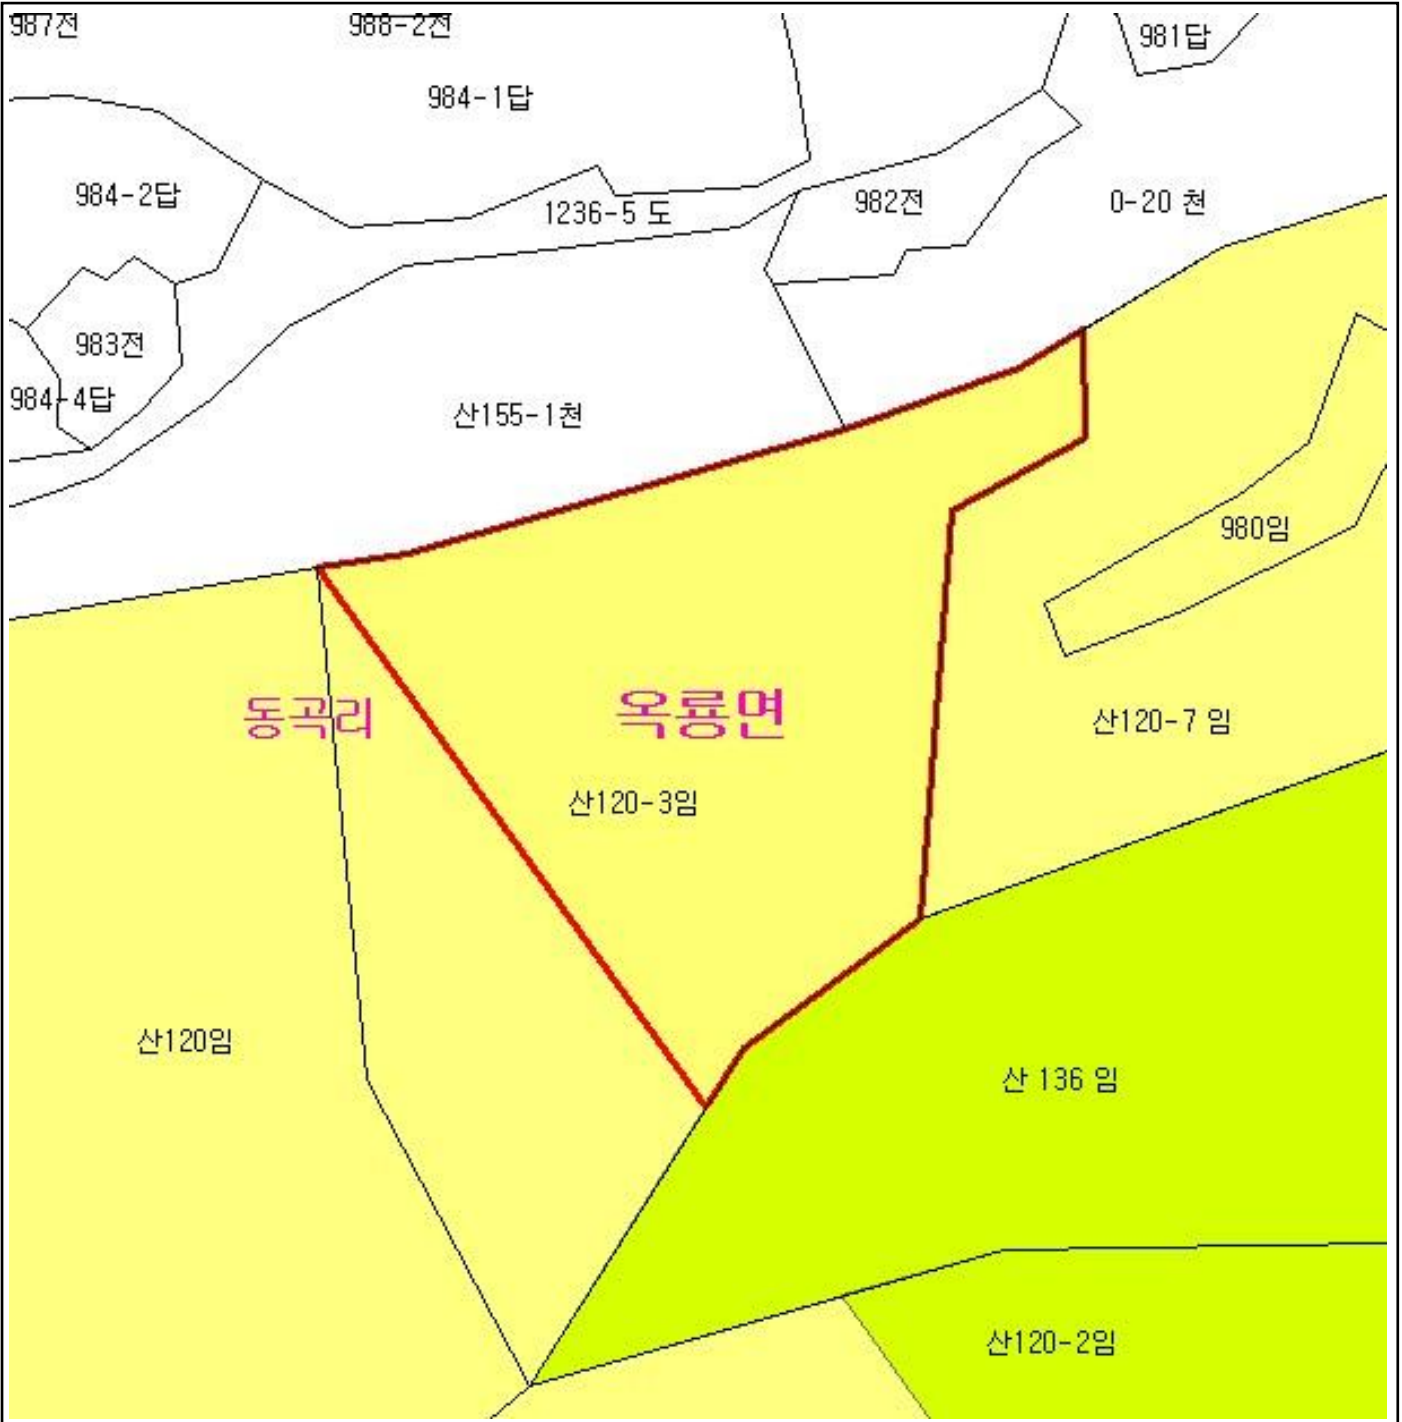 987전
988-2전
981답
984-1답
984-2답
1236-5 도
982전
0-20 천
983전
984-4답
산155-1천
980임
동곡리
옥룡면
산120-7 임
산120-3임
산120임
산 136 임
산120-2임